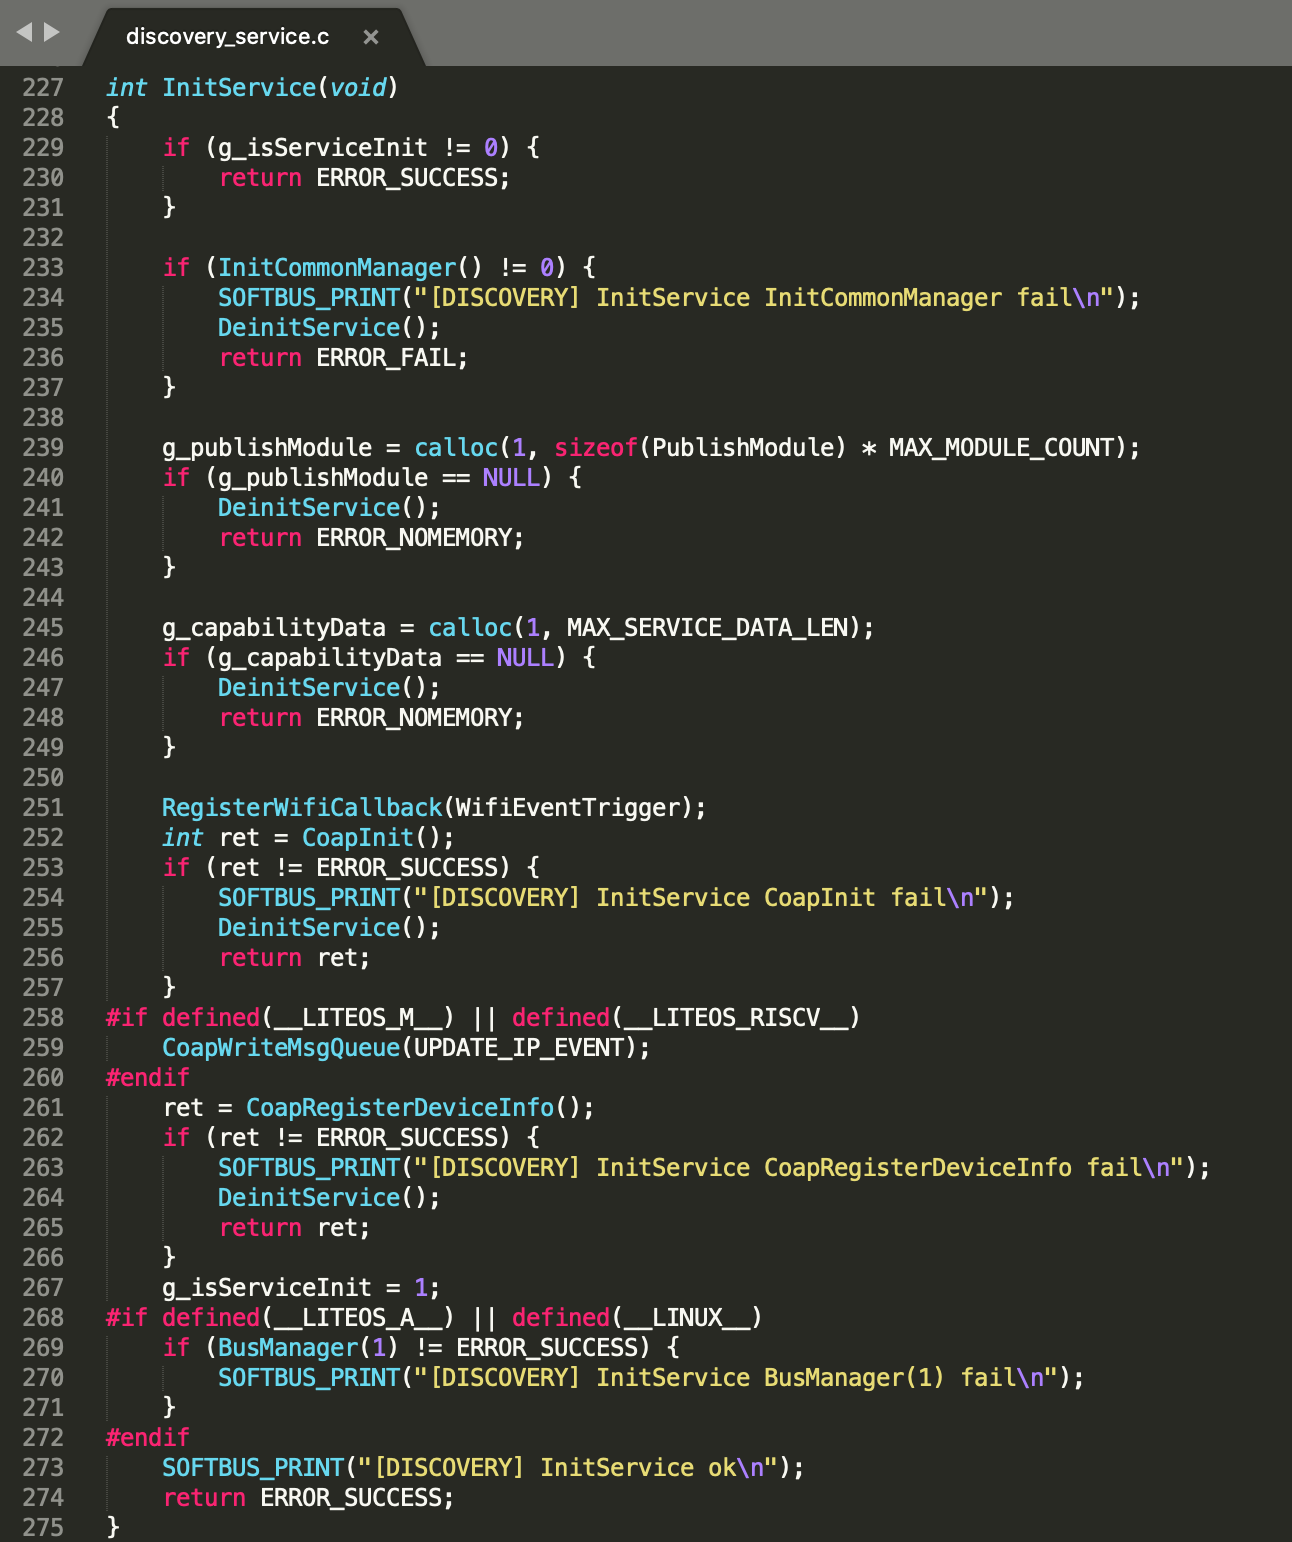 discovery_service.c ×
227 int InitService(void)
228 {
229     if (g_isServiceInit != 0) {
230         return ERROR_SUCCESS;
231     }
232
233     if (InitCommonManager() != 0) {
234         SOFTBUS_PRINT("[DISCOVERY] InitService InitCommonManager fail\n");
235         DeinitService();
236         return ERROR_FAIL;
237     }
238
239     g_publishModule = calloc(1, sizeof(PublishModule) * MAX_MODULE_COUNT);
240     if (g_publishModule == NULL) {
241         DeinitService();
242         return ERROR_NOMEMORY;
243     }
244
245     g_capabilityData = calloc(1, MAX_SERVICE_DATA_LEN);
246     if (g_capabilityData == NULL) {
247         DeinitService();
248         return ERROR_NOMEMORY;
249     }
250
251     RegisterWifiCallback(WifiEventTrigger);
252     int ret = CoapInit();
253     if (ret != ERROR_SUCCESS) {
254         SOFTBUS_PRINT("[DISCOVERY] InitService CoapInit fail\n");
255         DeinitService();
256         return ret;
257     }
258 #if defined(__LITEOS_M__) || defined(__LITEOS_RISCV__)
259     CoapWriteMsgQueue(UPDATE_IP_EVENT);
260 #endif
261     ret = CoapRegisterDeviceInfo();
262     if (ret != ERROR_SUCCESS) {
263         SOFTBUS_PRINT("[DISCOVERY] InitService CoapRegisterDeviceInfo fail\n");
264         DeinitService();
265         return ret;
266     }
267     g_isServiceInit = 1;
268 #if defined(__LITEOS_A__) || defined(__LINUX__)
269     if (BusManager(1) != ERROR_SUCCESS) {
270         SOFTBUS_PRINT("[DISCOVERY] InitService BusManager(1) fail\n");
271     }
272 #endif
273     SOFTBUS_PRINT("[DISCOVERY] InitService ok\n");
274     return ERROR_SUCCESS;
275 }